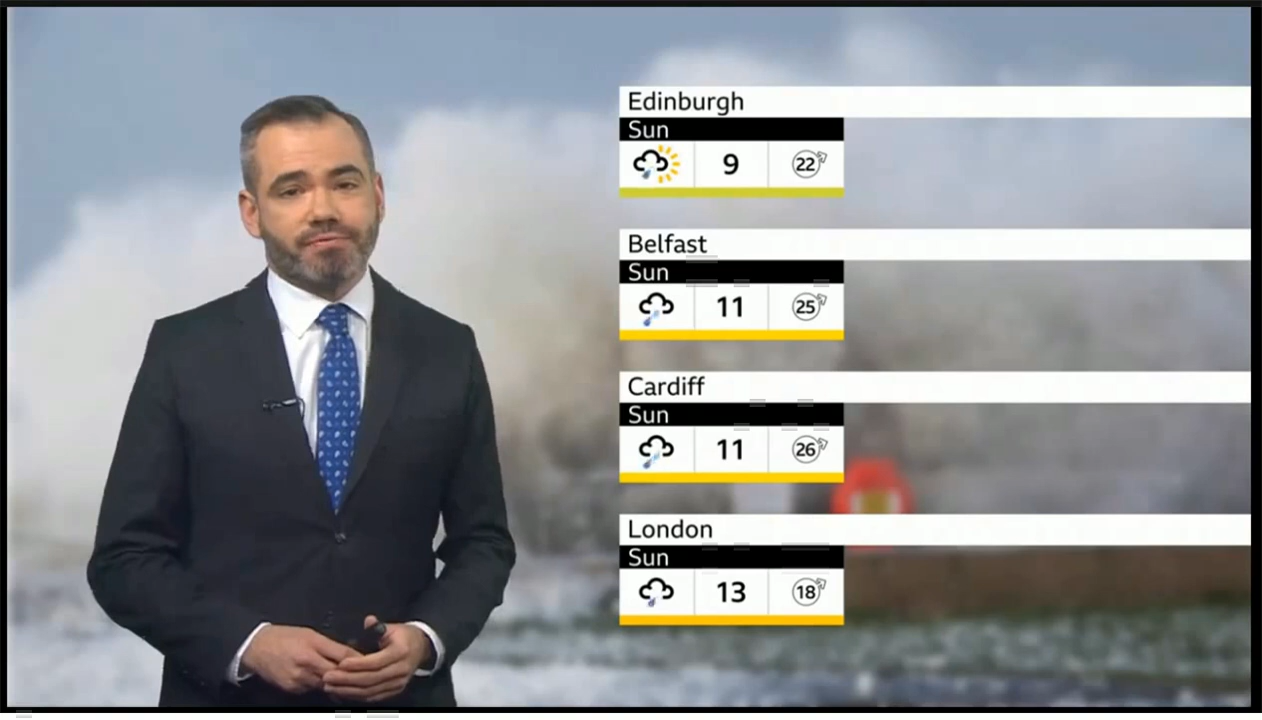 Edinburgh
Sun
9 22
Belfast
Sun
11 25
Cardiff
Sun
11 26
London
Sun
13 18